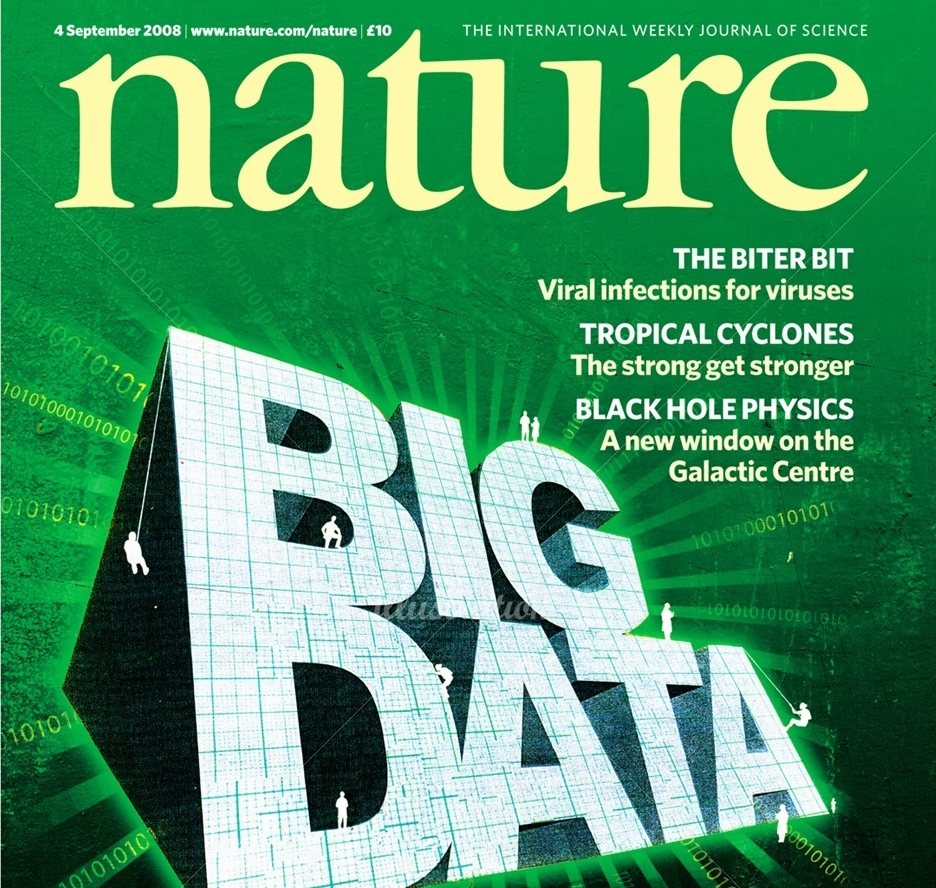 4 September 2008 | www.nature.com/nature | £10
THE INTERNATIONAL WEEKLY JOURNAL OF SCIENCE
nature
THE BITER BIT
Viral infections for viruses
TROPICAL CYCLONES
The strong get stronger
BLACK HOLE PHYSICS
A new window on the
Galactic Centre
BIG
DATA